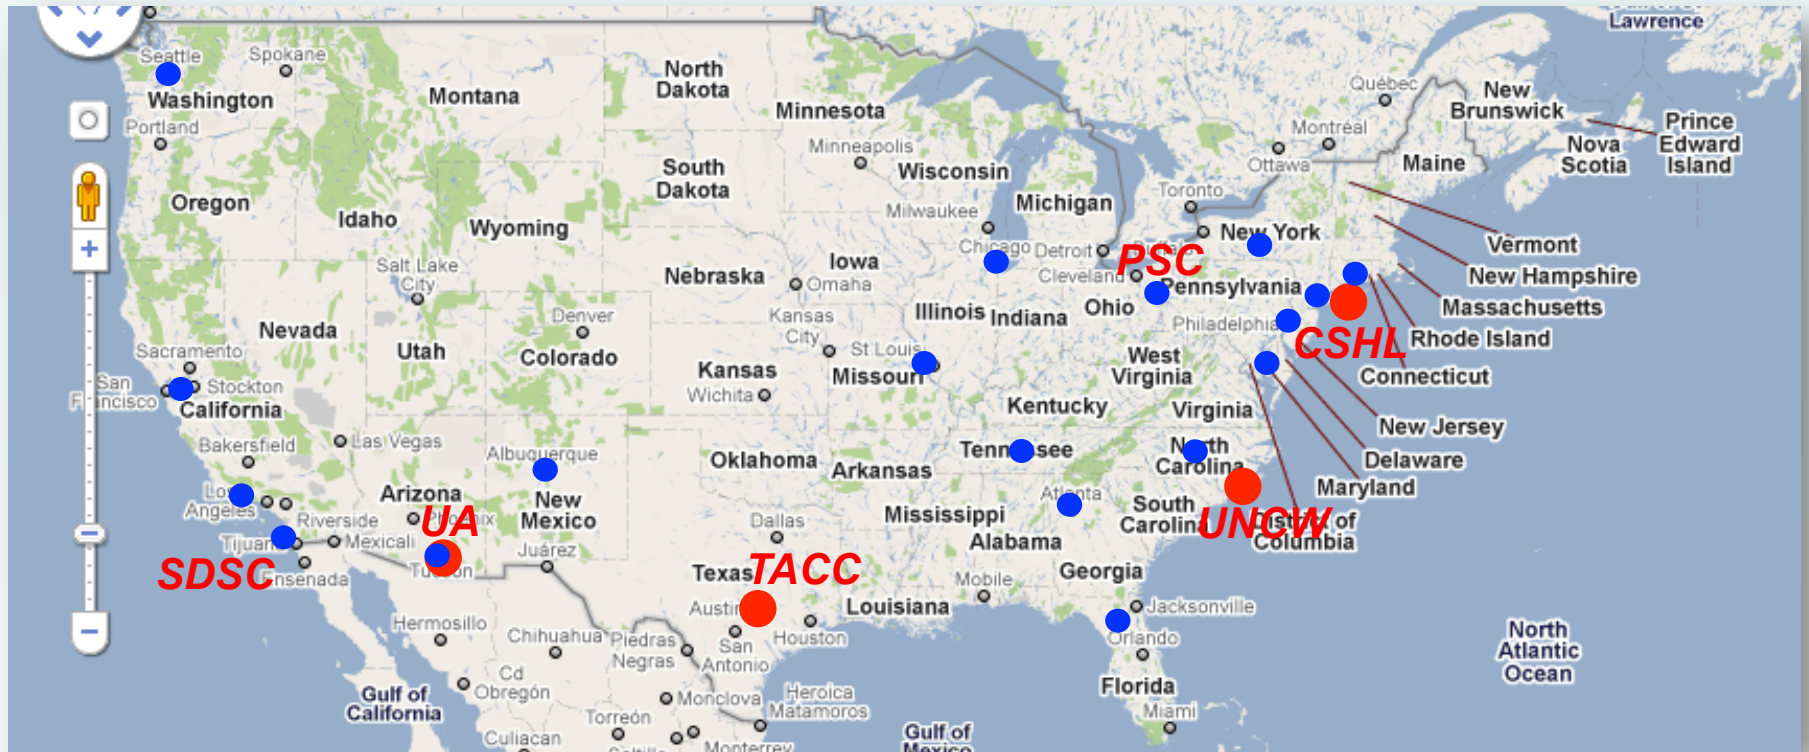 Lawrence
Seattle
Spokane
Washington
Montana
North
Dakota
Minnesota
Québec
New
Brunswick
Prince
Edward
Island
Portland
Minneapolis
Montréal
Ottawa
Maine
Nova
Scotia
Oregon
Idaho
Wyoming
South
Dakota
Wisconsin
Michigan
Toronto
Milwaukee
New York
Vermont
Salt Lake
City
Nebraska
Iowa
Omaha
Chicago
Detroit
Cleveland
PSC
Pennsylvania
New Hampshire
Massachusetts
Nevada
Utah
Denver
Colorado
Kansas
City
Illinois
Indiana
Ohio
Philadelphia
CSHL
Rhode Island
Connecticut
Sacramento
San
Francisco
Stockton
California
Kansas
Wichita
St Louis
Missouri
West
Virginia
Kentucky
Virginia
New Jersey
Bakersfield
Las Vegas
Albuquerque
Oklahoma
Arkansas
Tennessee
North
Carolina
Delaware
Maryland
Los
Angeles
Arizona
Phoenix
UA
New
Mexico
Dallas
Mississippi
Alabama
Atlanta
South
Carolina
UNCW
District of
Columbia
Riverside
Tijuana
Mexicali
SDSC
Ensenada
Tucson
Juárez
Texas
TACC
Georgia
Austin
Houston
San
Antonio
Louisiana
Mobile
Jacksonville
Orlando
Hermosillo
Chihuahua
Piedras
Negras
North
Atlantic
Ocean
Cd
Obregón
Gulf of
California
Monclova
Heroica
Matamoros
Florida
Miami
Torreón
Culiacan
Monterrey
Gulf of
Mexico